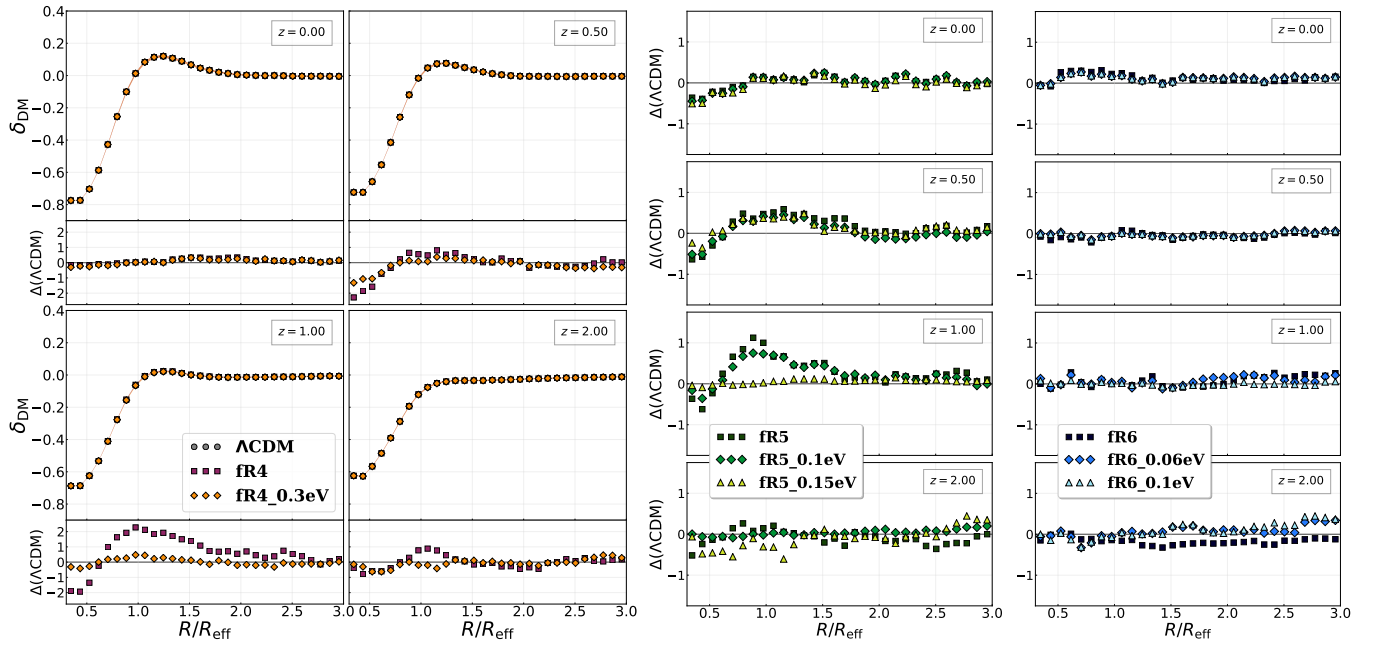 0.4
z = 0.00
z = 0.50
0.2
0.0
δDM
−0.2
−0.4
−0.6
−0.8
Δ(ΛCDM)
2
1
0
−1
−2
0.4
z = 1.00
z = 2.00
0.2
0.0
δDM
−0.2
−0.4
−0.6
−0.8
ΛCDM
fR4
fR4_0.3eV
Δ(ΛCDM)
2
1
0
−1
−2
0.5 1.0 1.5 2.0 2.5 3.0
0.5 1.0 1.5 2.0 2.5 3.0
R/Reff
R/Reff
Δ(ΛCDM)
1
0
−1
z = 0.00
Δ(ΛCDM)
1
0
−1
z = 0.50
Δ(ΛCDM)
1
0
−1
z = 1.00
fR5
fR5_0.1eV
fR5_0.15eV
Δ(ΛCDM)
1
0
−1
z = 2.00
0.5 1.0 1.5 2.0 2.5 3.0
R/Reff
1
0
−1
z = 0.00
1
0
−1
z = 0.50
1
0
−1
z = 1.00
fR6
fR6_0.06eV
fR6_0.1eV
1
0
−1
z = 2.00
0.5 1.0 1.5 2.0 2.5 3.0
R/Reff